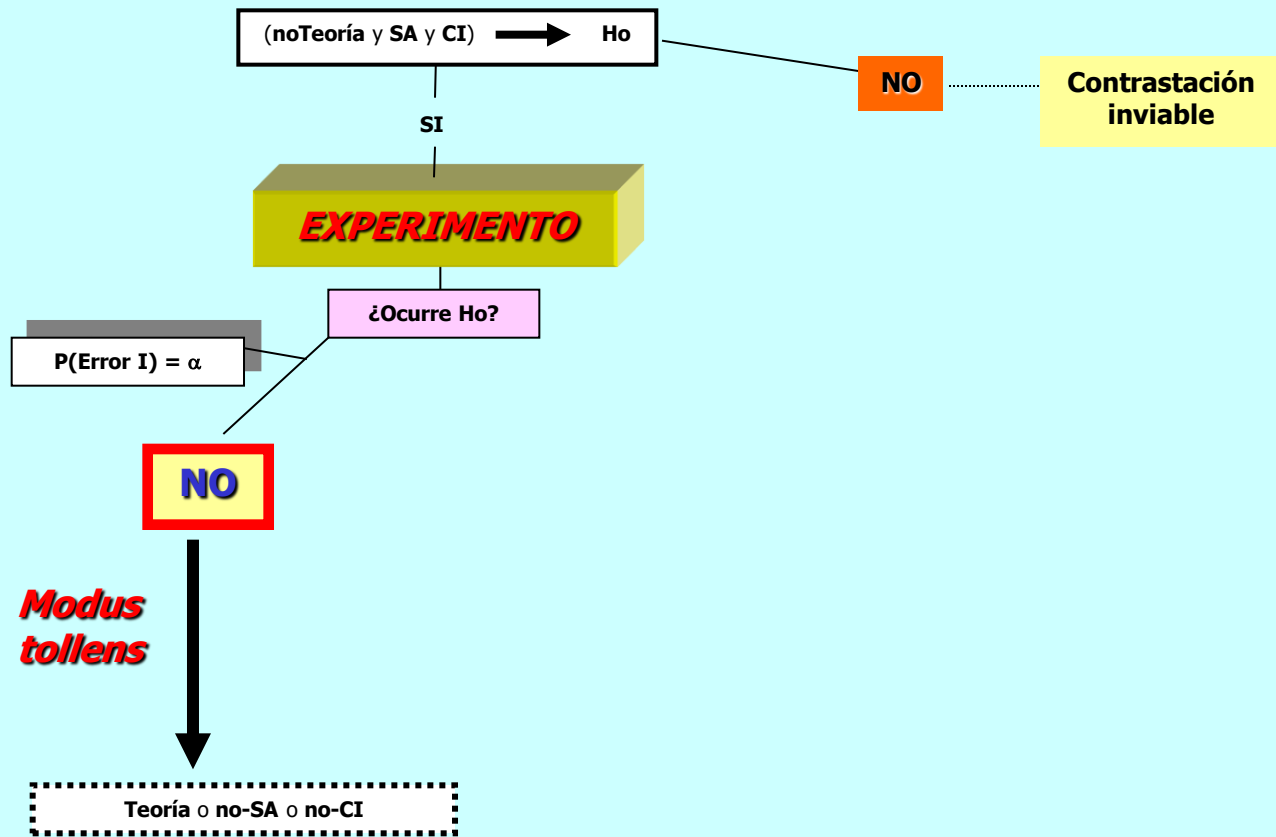 (noTeoría y SA y CI) Ho
NO
Contrastación
inviable
SI
EXPERIMENTO
¿Ocurre Ho?
P(Error I) = α
NO
Modus
tollens
Teoría o no-SA o no-CI